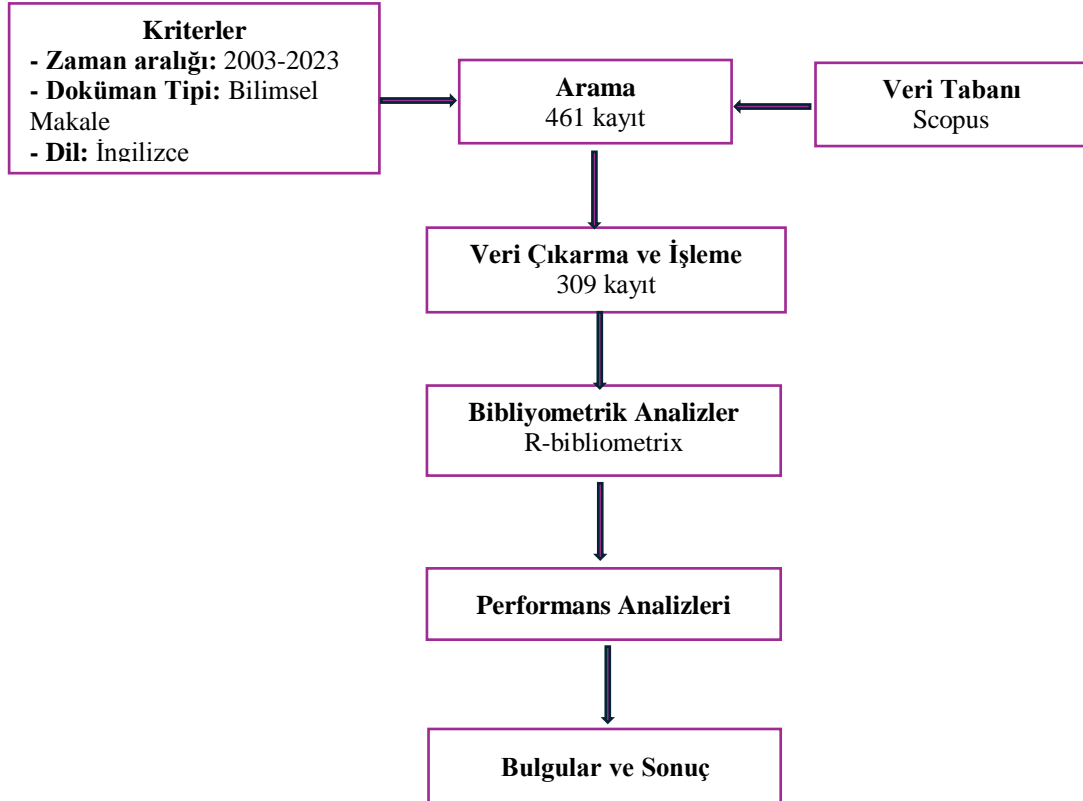 Kriterler
- Zaman aralığı: 2003-2023
- Doküman Tipi: Bilimsel
Makale
- Dil: İngilizce
Arama
461 kayıt
Veri Tabanı
Scopus
Veri Çıkarma ve İşleme
309 kayıt
Bibliyometrik Analizler
R-bibliometrix
Performans Analizleri
Bulgular ve Sonuç